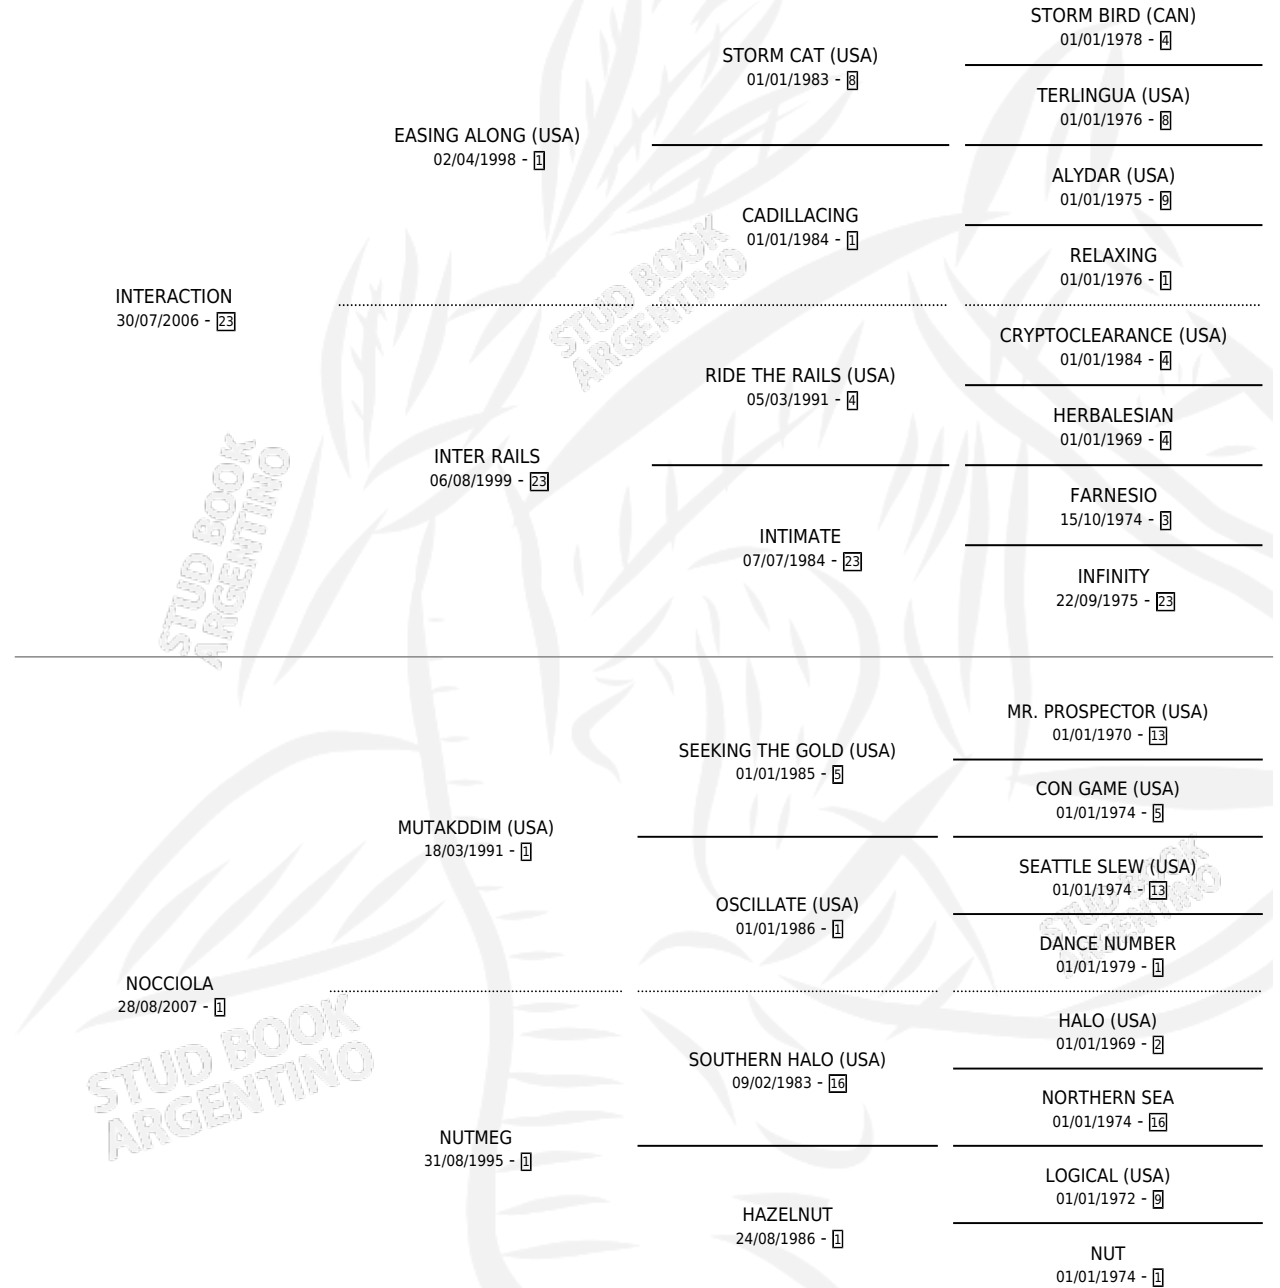 STORM BIRD (CAN)
01/01/1978 - 4
STORM CAT (USA)
01/01/1983 - 8
TERLINGUA (USA)
01/01/1976 - 8
EASING ALONG (USA)
02/04/1998 - 1
ALYDAR (USA)
01/01/1975 - 9
CADILLACING
01/01/1984 - 1
RELAXING
01/01/1976 - 1
INTERACTION
30/07/2006 - 23
CRYPTOCLEARANCE (USA)
01/01/1984 - 4
RIDE THE RAILS (USA)
05/03/1991 - 4
HERBALESIAN
01/01/1969 - 4
INTER RAILS
06/08/1999 - 23
FARNESIO
15/10/1974 - 3
INTIMATE
07/07/1984 - 23
INFINITY
22/09/1975 - 23
STUD BOOK
ARGENTINO
STUD BOOK
ARGENTINO
MR. PROSPECTOR (USA)
01/01/1970 - 13
SEEKING THE GOLD (USA)
01/01/1985 - 5
CON GAME (USA)
01/01/1974 - 5
MUTAKDDIM (USA)
18/03/1991 - 1
SEATTLE SLEW (USA)
01/01/1974 - 13
OSCILLATE (USA)
01/01/1986 - 1
DANCE NUMBER
01/01/1979 - 1
STUD BOOK
ARGENTINO
NOCCIOLA
28/08/2007 - 1
HALO (USA)
01/01/1969 - 2
SOUTHERN HALO (USA)
09/02/1983 - 16
NORTHERN SEA
01/01/1974 - 16
STUD BOOK
ARGENTINO
NUTMEG
31/08/1995 - 1
LOGICAL (USA)
01/01/1972 - 9
HAZELNUT
24/08/1986 - 1
NUT
01/01/1974 - 1